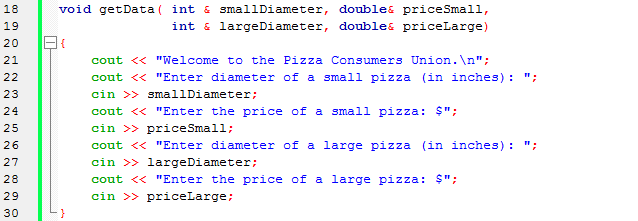 18 void getData( int & smallDiameter, double& priceSmall,
19 int & largeDiameter, double& priceLarge)
20 {
21 cout << "Welcome to the Pizza Consumers Union.\n";
22 cout << "Enter diameter of a small pizza (in inches): ";
23 cin >> smallDiameter;
24 cout << "Enter the price of a small pizza: $";
25 cin >> priceSmall;
26 cout << "Enter diameter of a large pizza (in inches): ";
27 cin >> largeDiameter;
28 cout << "Enter the price of a large pizza: $";
29 cin >> priceLarge;
30 }